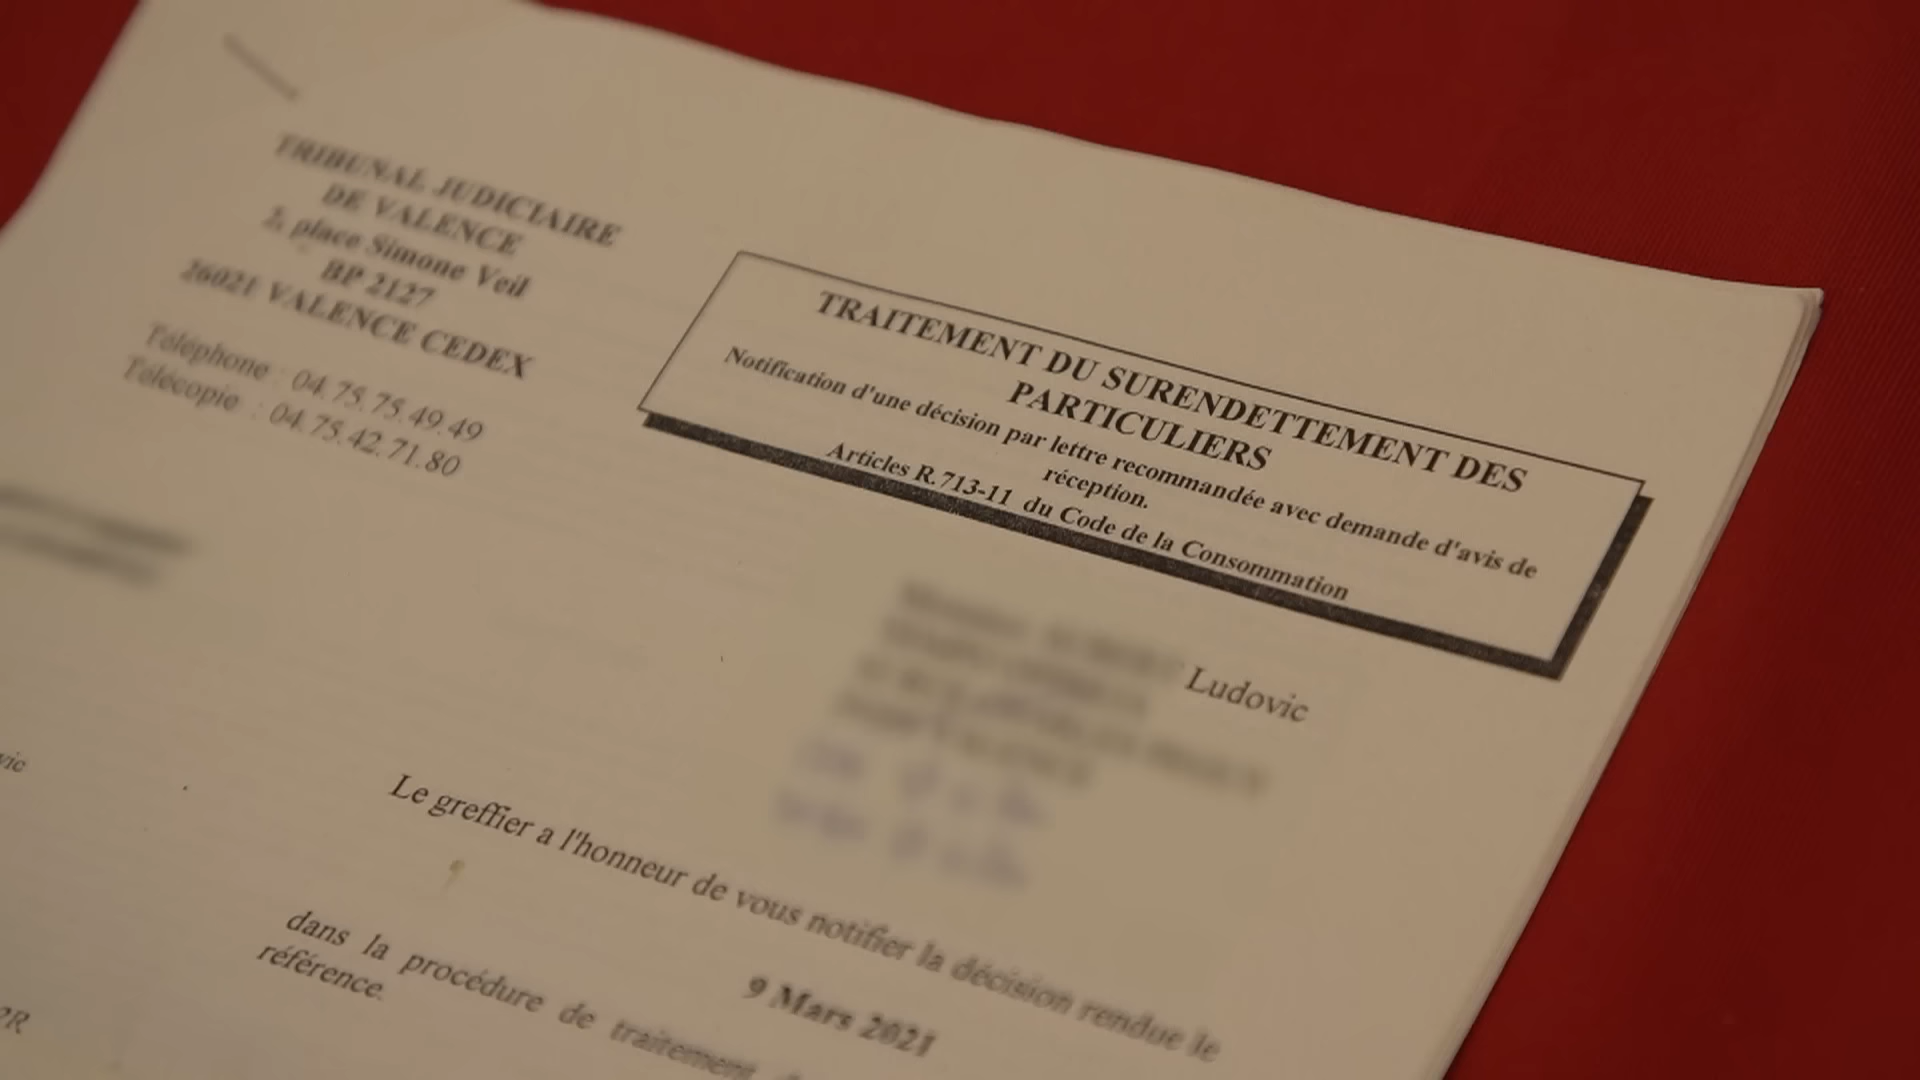 TRIBUNAL JUDICIAIRE
DE VALENCE
2, place Simone Veil
BP 2127
26021 VALENCE CEDEX
Téléphone : 04.75.75.49.49
Télécopie : 04.75.42.71.80
TRAITEMENT DU SURENDETTEMENT DES
PARTICULIERS
Notification d'une décision par lettre recommandée avec demande d'avis de
réception.
Articles R.713-11 du Code de la Consommation
Ludovic
vic
Le greffier a l'honneur de vous notifier la décision rendue le
9 Mars 2021
dans la procédure de traitement
référence.
PR